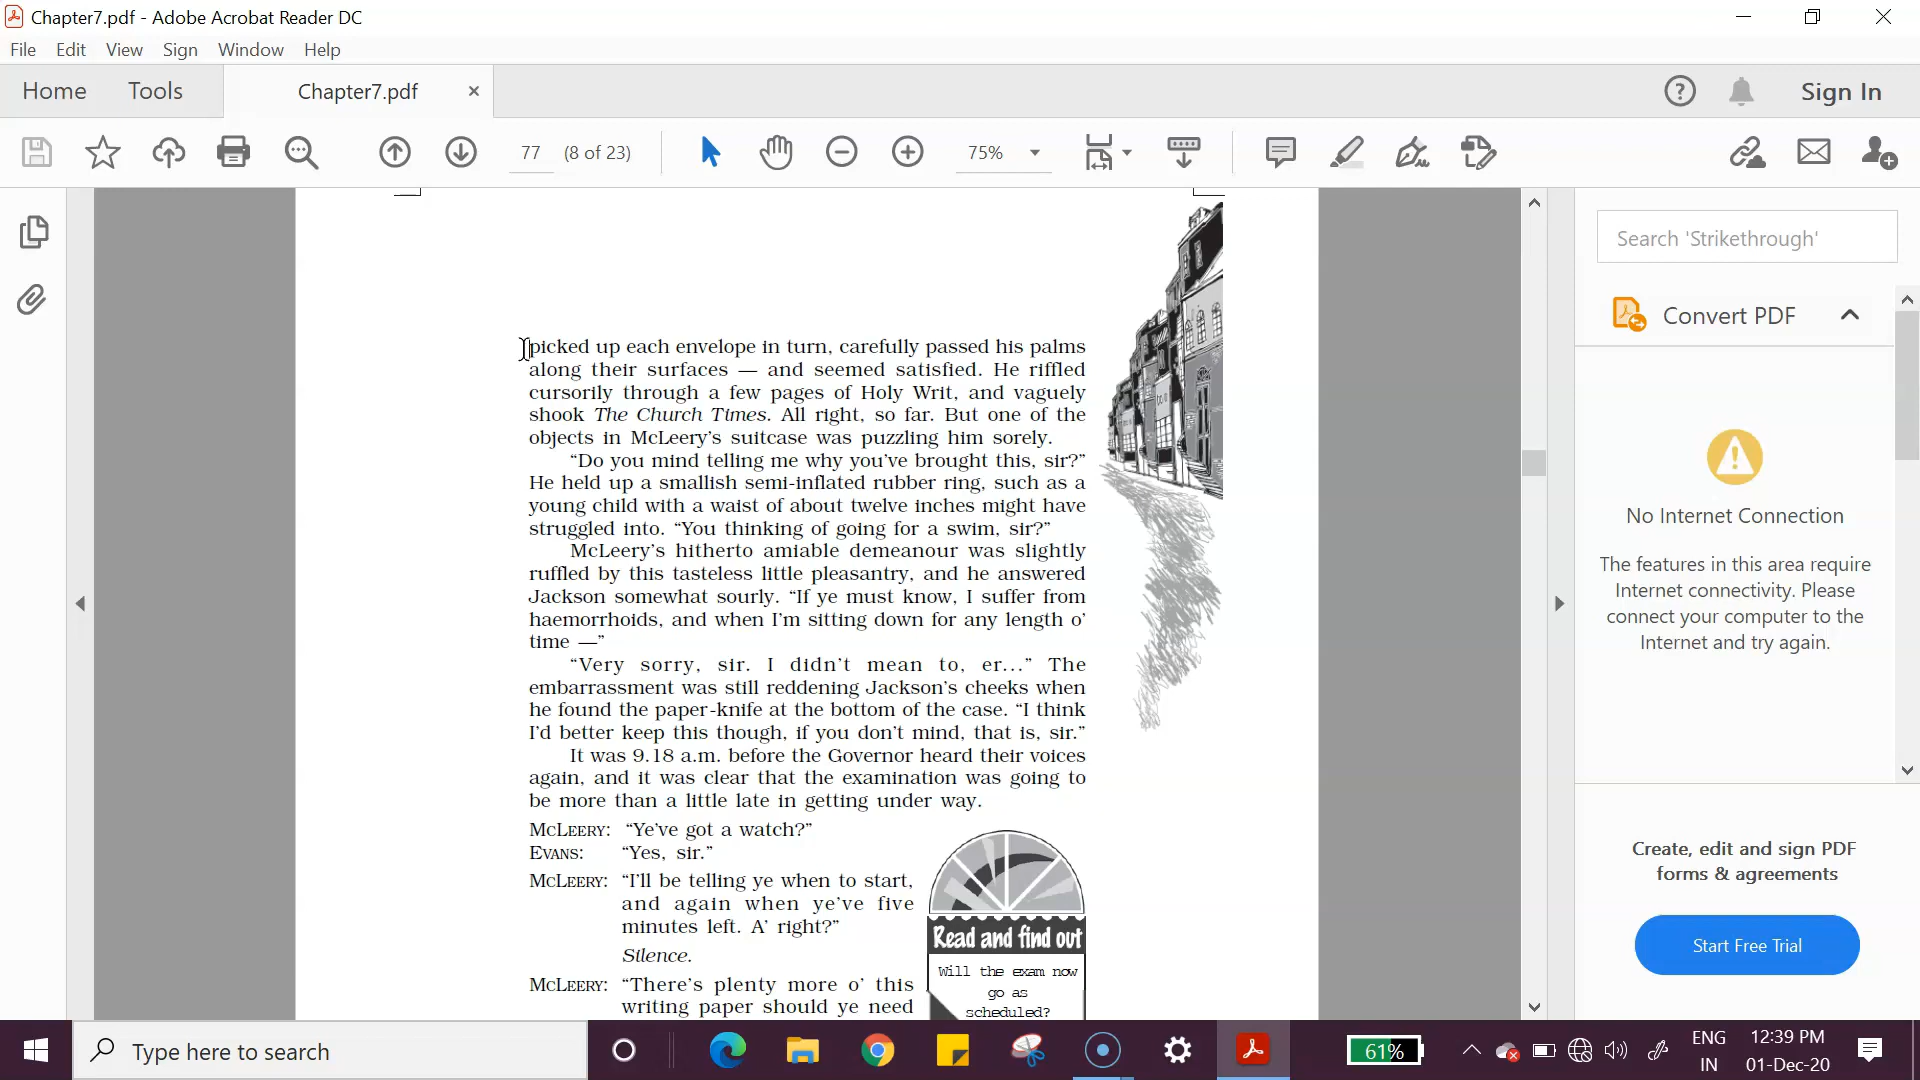 Chapter7.pdf - Adobe Acrobat Reader DC
File Edit View Sign Window Help
Home Tools Chapter7.pdf × Sign In
77 (8 of 23) 75%
Search 'Strikethrough'
Convert PDF
No Internet Connection
The features in this area require
Internet connectivity. Please
connect your computer to the
Internet and try again.
Create, edit and sign PDF
forms & agreements
Start Free Trial
picked up each envelope in turn, carefully passed his palms
along their surfaces — and seemed satisfied. He riffled
cursorily through a few pages of Holy Writ, and vaguely
shook The Church Times. All right, so far. But one of the
objects in McLeery's suitcase was puzzling him sorely.
“Do you mind telling me why you've brought this, sir?”
He held up a smallish semi-inflated rubber ring, such as a
young child with a waist of about twelve inches might have
struggled into. “You thinking of going for a swim, sir?”
McLeery's hitherto amiable demeanour was slightly
ruffled by this tasteless little pleasantry, and he answered
Jackson somewhat sourly. “If ye must know, I suffer from
haemorrhoids, and when I'm sitting down for any length o'
time —”
“Very sorry, sir. I didn't mean to, er...” The
embarrassment was still reddening Jackson's cheeks when
he found the paper-knife at the bottom of the case. “I think
I'd better keep this though, if you don't mind, that is, sir.”
It was 9.18 a.m. before the Governor heard their voices
again, and it was clear that the examination was going to
be more than a little late in getting under way.
MCLEERY: “Ye've got a watch?”
EVANS: “Yes, sir.”
MCLEERY: “I'll be telling ye when to start,
and again when ye've five
minutes left. A' right?”
Silence.
MCLEERY: “There's plenty more o' this
writing paper should ye need
Read and find out
Will the exam now
go as
scheduled?
Type here to search
61%
ENG
IN
12:39 PM
01-Dec-20